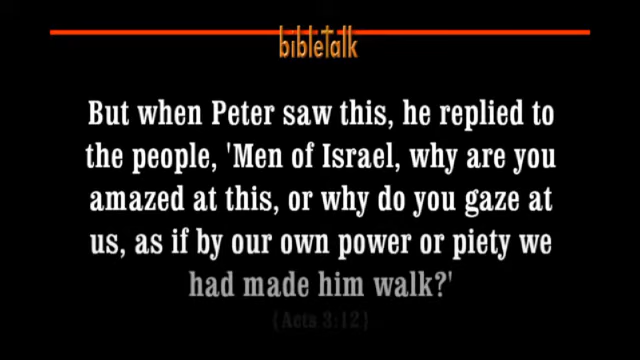 bibletalk
But when Peter saw this, he replied to
the people, 'Men of Israel, why are you
amazed at this, or why do you gaze at
us, as if by our own power or piety we
had made him walk?'
(Acts 3:12)